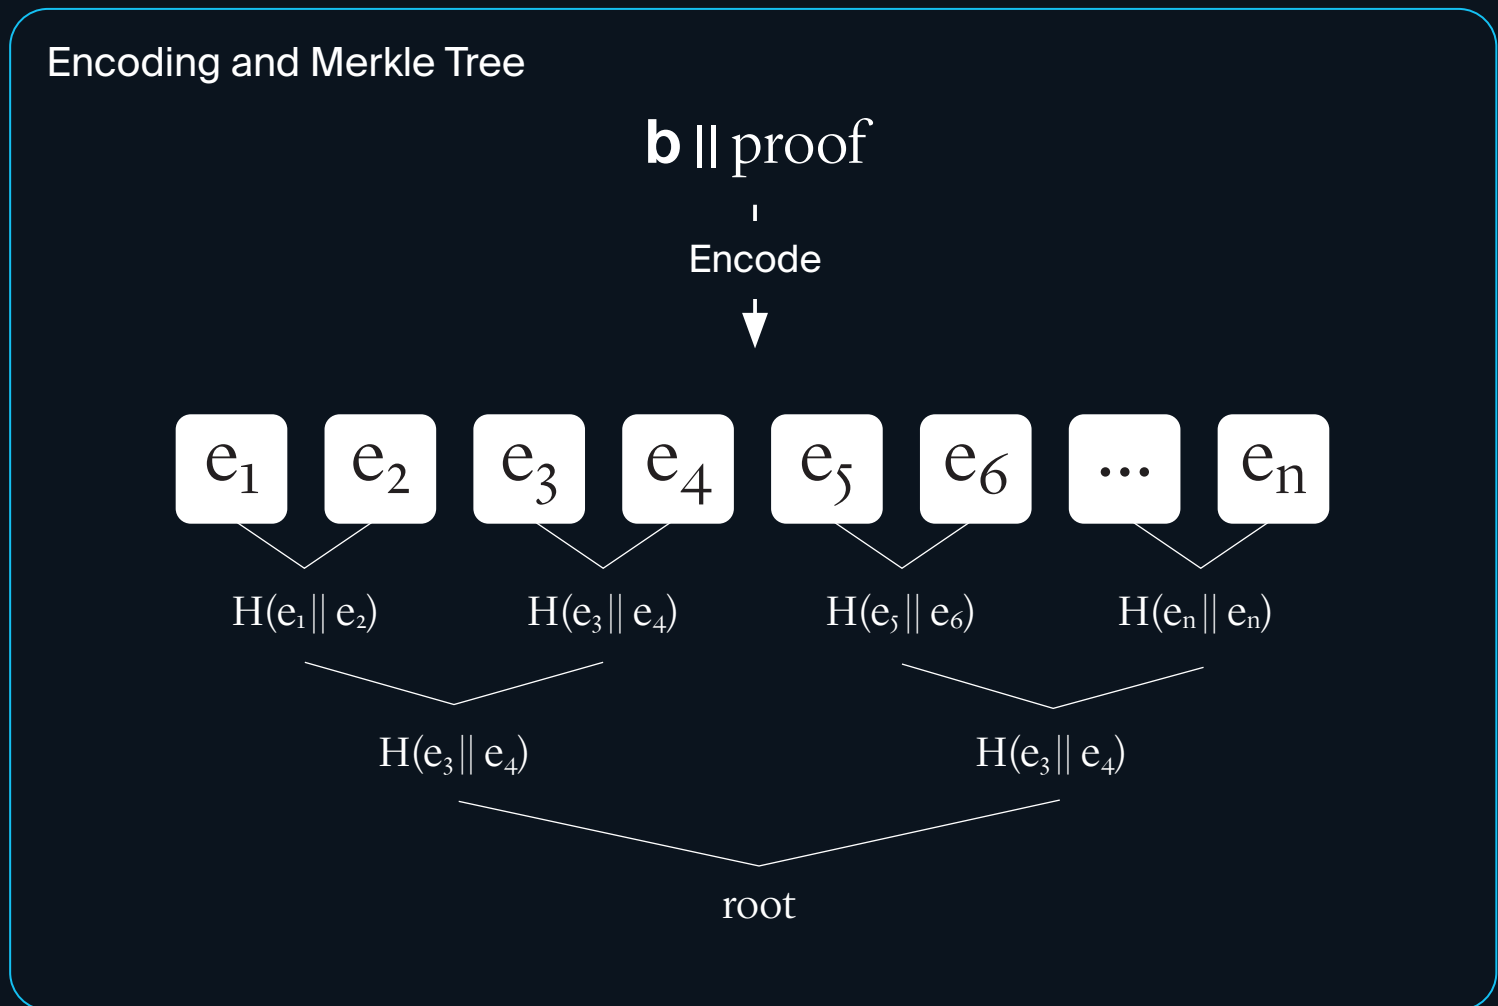 Encoding and Merkle Tree
b || proof
Encode
e₁ e₂ e₃ e₄ e₅ e₆ ... eₙ
H(e₁|| e₂) H(e₃|| e₄) H(e₅|| e₆) H(eₙ|| eₙ)
H(e₃|| e₄) H(e₃|| e₄)
root